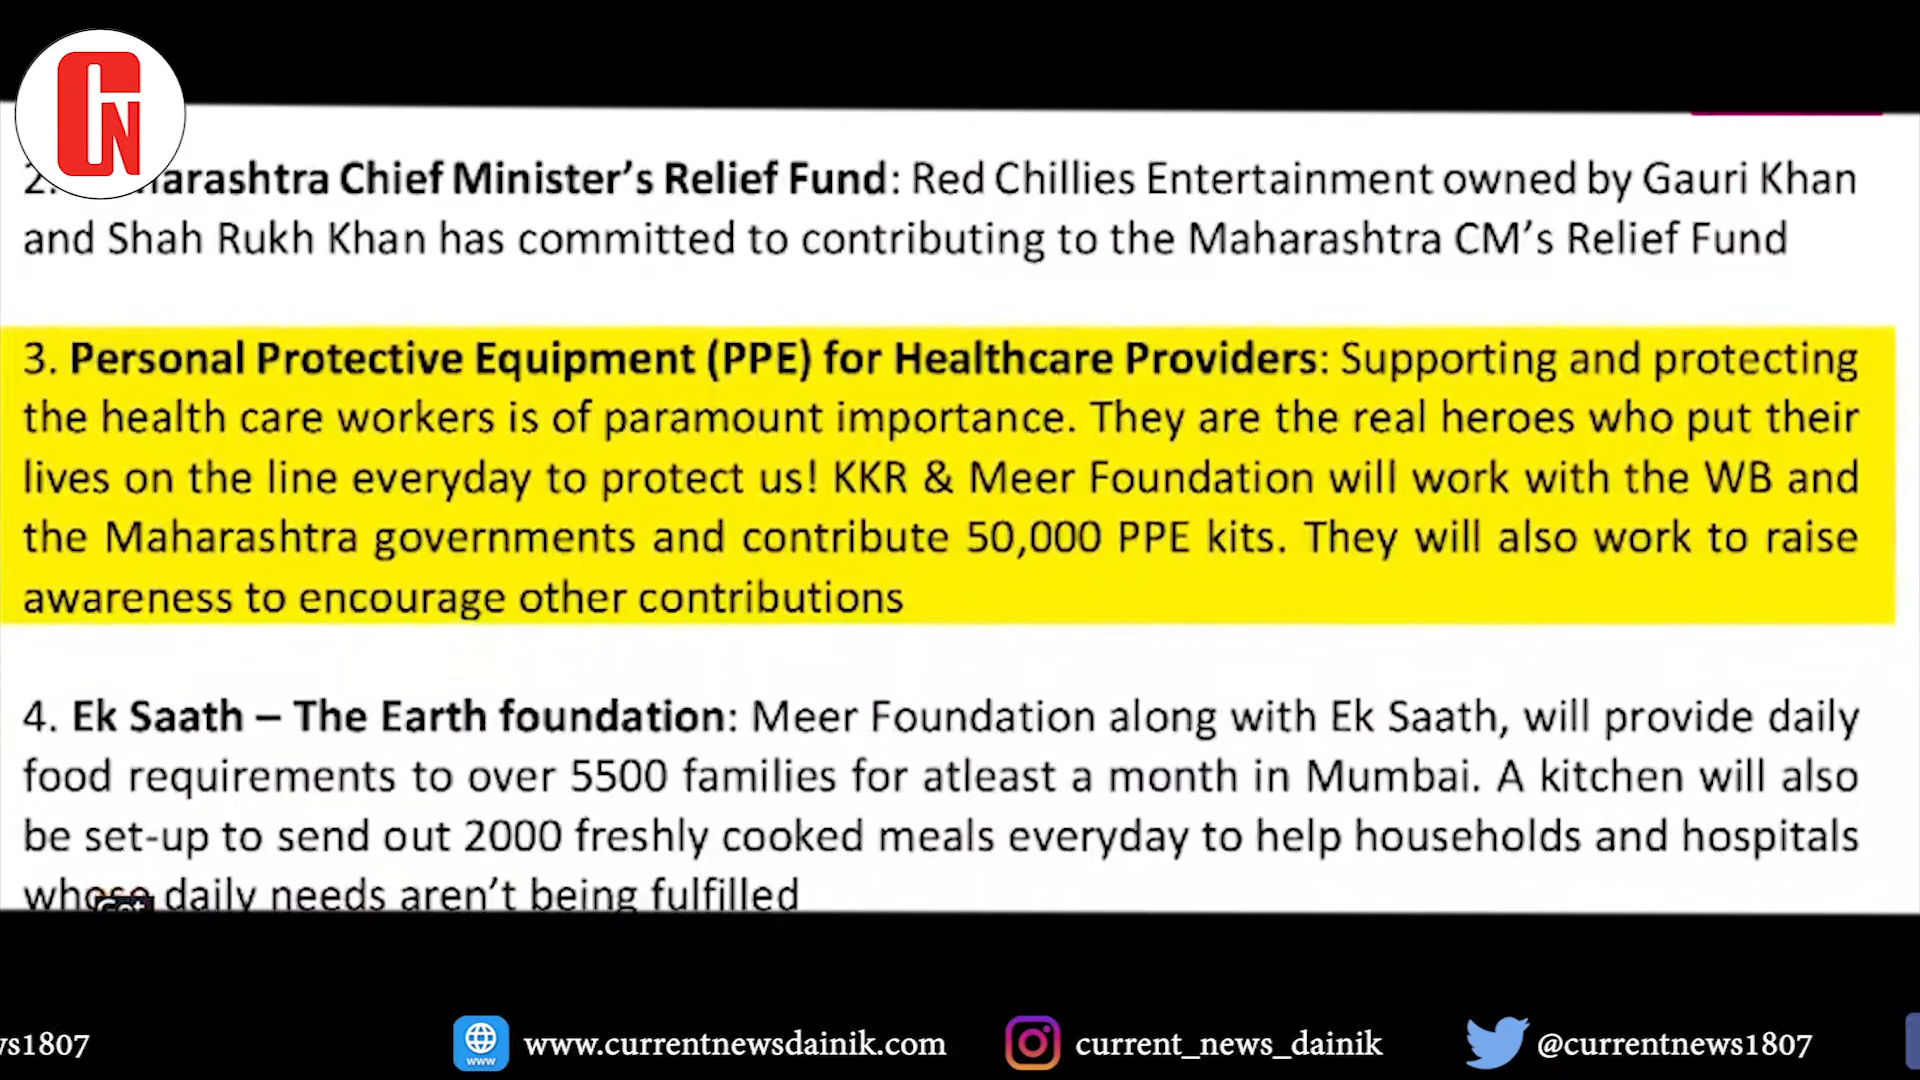 CN
2. arashtra Chief Minister's Relief Fund: Red Chillies Entertainment owned by Gauri Khan
and Shah Rukh Khan has committed to contributing to the Maharashtra CM's Relief Fund
3. Personal Protective Equipment (PPE) for Healthcare Providers: Supporting and protecting
the health care workers is of paramount importance. They are the real heroes who put their
lives on the line everyday to protect us! KKR & Meer Foundation will work with the WB and
the Maharashtra governments and contribute 50,000 PPE kits. They will also work to raise
awareness to encourage other contributions
4. Ek Saath – The Earth foundation: Meer Foundation along with Ek Saath, will provide daily
food requirements to over 5500 families for atleast a month in Mumbai. A kitchen will also
be set-up to send out 2000 freshly cooked meals everyday to help households and hospitals
whose daily needs aren't being fulfilled
vs1807 www www.currentnewsdainik.com current_news_dainik @currentnews1807